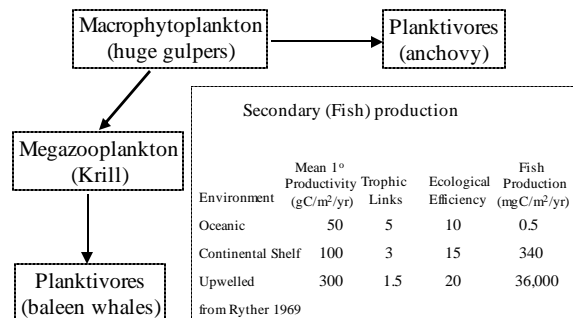 Macrophytoplankton
(huge gulpers)
Planktivores
(anchovy)
Megazooplankton
(Krill)
Planktivores
(baleen whales)
Secondary (Fish) production
Mean 1° Fish
Productivity Trophic Ecological Production
Environment (gC/m²/yr) Links Efficiency (mgC/m²/yr)
Oceanic 50 5 10 0.5
Continental Shelf 100 3 15 340
Upwelled 300 1.5 20 36,000
from Ryther 1969